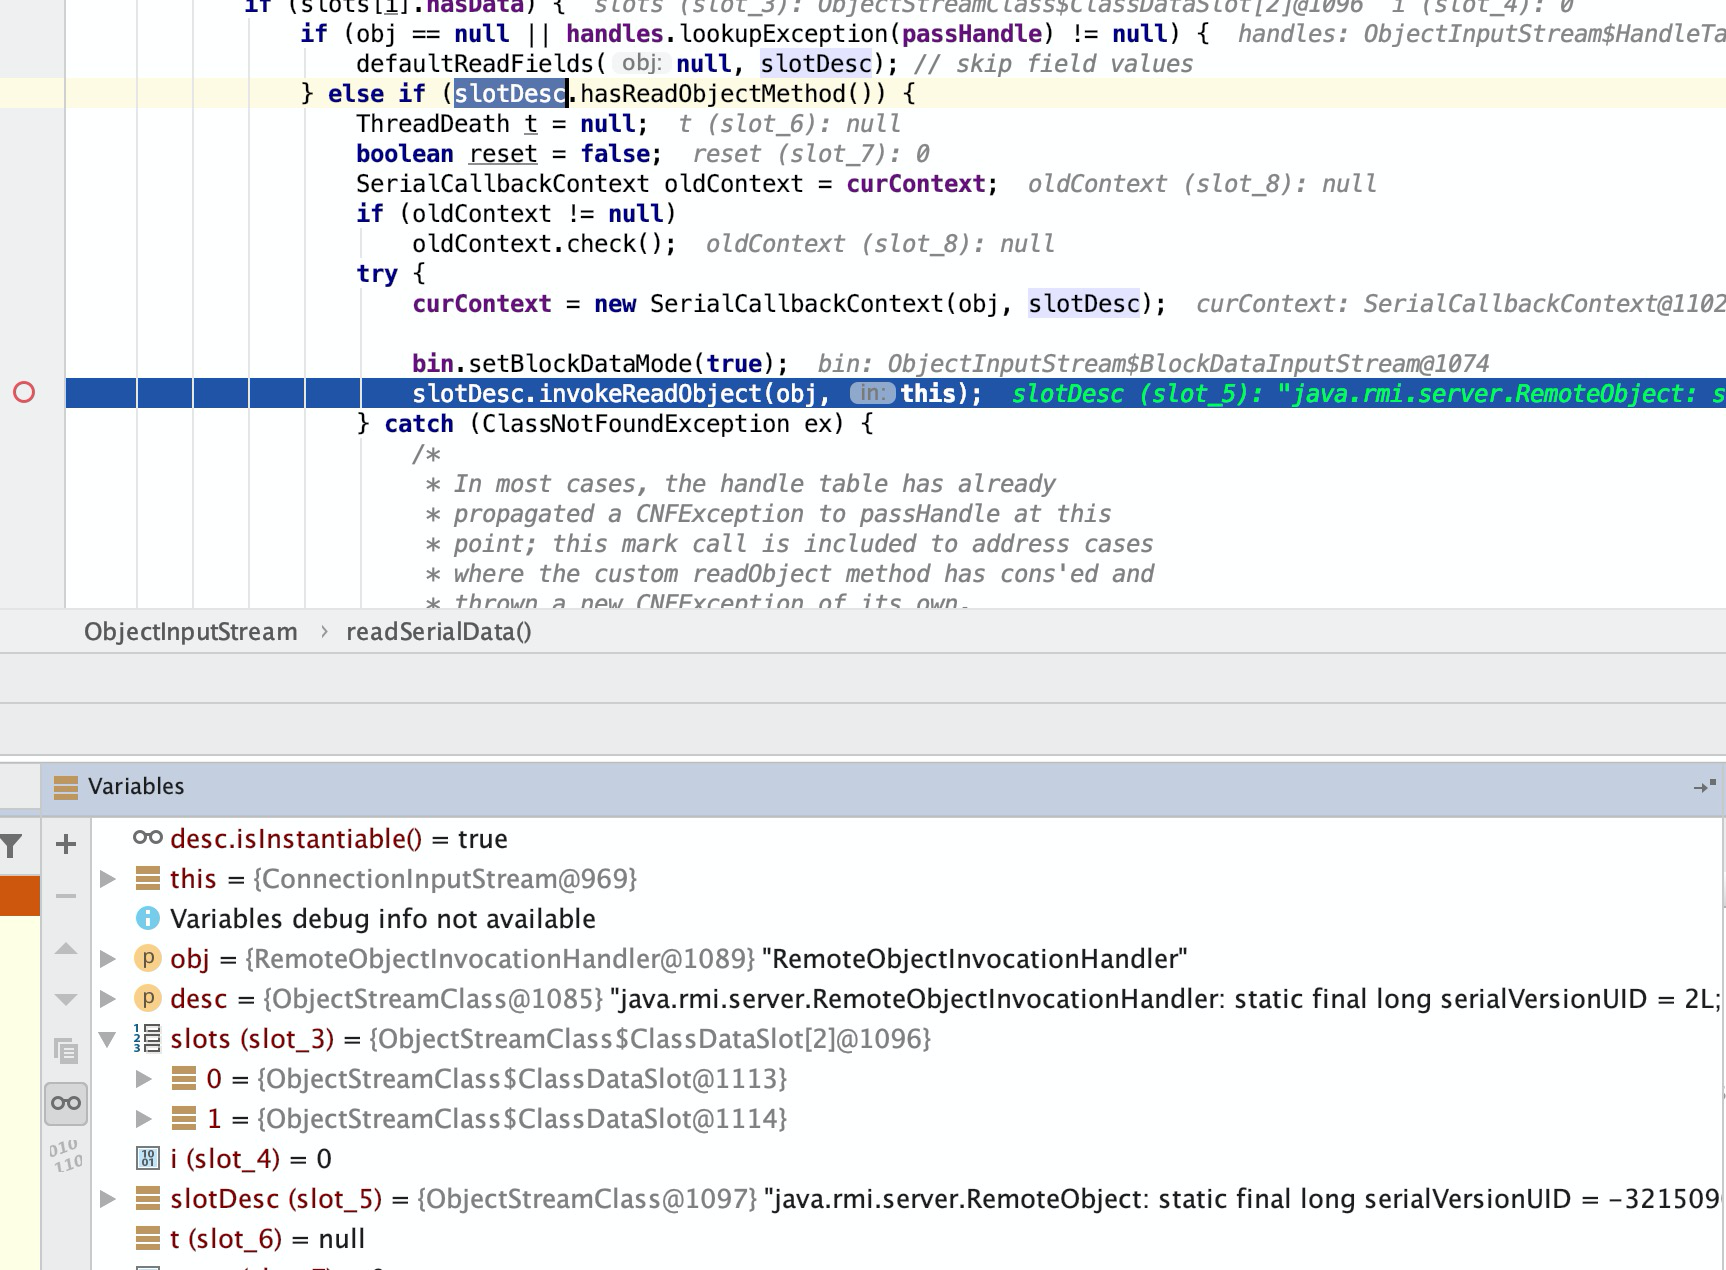 if (slots[i].hasData) {  slots (slot_3): ObjectStreamClass$ClassDataSlot[2]@1096  i (slot_4): 0
if (obj == null || handles.lookupException(passHandle) != null) {  handles: ObjectInputStream$HandleTa
defaultReadFields( obj: null, slotDesc); // skip field values
} else if (slotDesc.hasReadObjectMethod()) {
ThreadDeath t = null;  t (slot_6): null
boolean reset = false;  reset (slot_7): 0
SerialCallbackContext oldContext = curContext;  oldContext (slot_8): null
if (oldContext != null)
oldContext.check();  oldContext (slot_8): null
try {
curContext = new SerialCallbackContext(obj, slotDesc);  curContext: SerialCallbackContext@1102
bin.setBlockDataMode(true);  bin: ObjectInputStream$BlockDataInputStream@1074
slotDesc.invokeReadObject(obj, in: this);  slotDesc (slot_5): "java.rmi.server.RemoteObject: s
} catch (ClassNotFoundException ex) {
/*
* In most cases, the handle table has already
* propagated a CNFException to passHandle at this
* point; this mark call is included to address cases
* where the custom readObject method has cons'ed and
* thrown a new CNFException of its own.
ObjectInputStream › readSerialData()
Variables
desc.isInstantiable() = true
this = {ConnectionInputStream@969}
Variables debug info not available
obj = {RemoteObjectInvocationHandler@1089} "RemoteObjectInvocationHandler"
desc = {ObjectStreamClass@1085} "java.rmi.server.RemoteObjectInvocationHandler: static final long serialVersionUID = 2L;
slots (slot_3) = {ObjectStreamClass$ClassDataSlot[2]@1096}
0 = {ObjectStreamClass$ClassDataSlot@1113}
1 = {ObjectStreamClass$ClassDataSlot@1114}
i (slot_4) = 0
slotDesc (slot_5) = {ObjectStreamClass@1097} "java.rmi.server.RemoteObject: static final long serialVersionUID = -321509
t (slot_6) = null